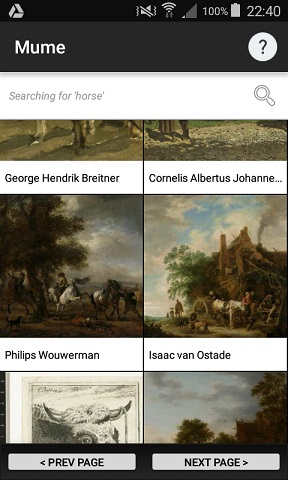 100% 22:40
Mume ?
Searching for 'horse'
George Hendrik Breitner
Cornelis Albertus Johanne...
Philips Wouwerman
Isaac van Ostade
< PREV PAGE
NEXT PAGE >